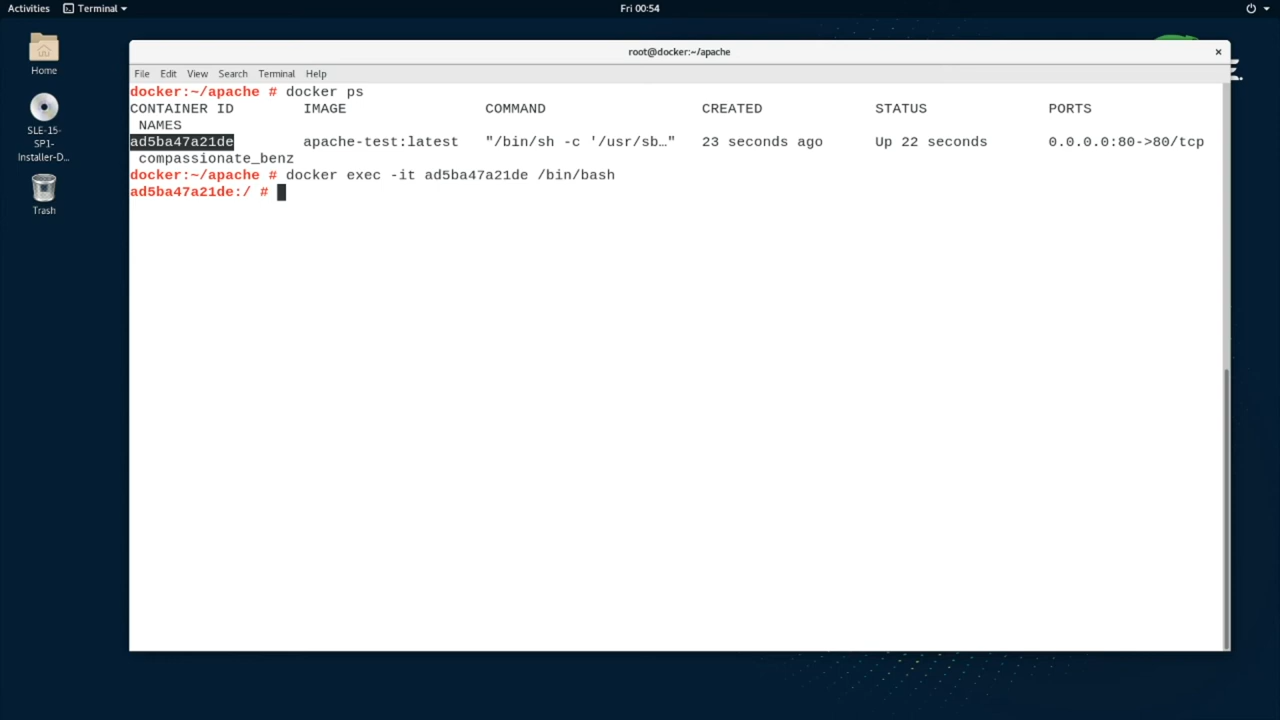 Activities Terminal Fri 00:54
root@docker:~/apache
File Edit View Search Terminal Help
Home
SLE-15-
SP1-
Installer-D…
Trash
docker:~/apache # docker ps
CONTAINER ID IMAGE COMMAND CREATED STATUS PORTS
NAMES
ad5ba47a21de apache-test:latest "/bin/sh -c '/usr/sb…" 23 seconds ago Up 22 seconds 0.0.0.0:80->80/tcp
compassionate_benz
docker:~/apache # docker exec -it ad5ba47a21de /bin/bash
ad5ba47a21de:/ #